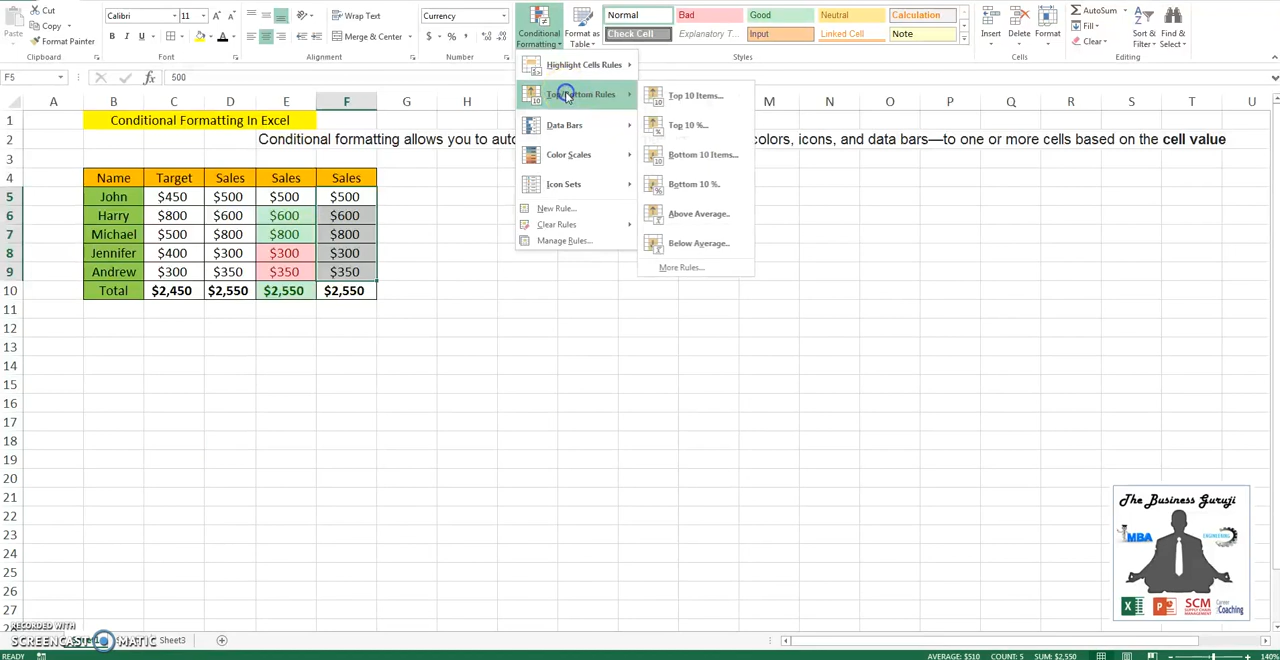 Cut
Calibri 11 A A
Wrap Text
Currency
Normal Bad Good Neutral Calculation
AutoSum
Paste Copy
Format Painter
B I U A
Merge & Center
$ % ,
Conditional Formatting
Format as Table
Check Cell Explanatory T... Input Linked Cell Note
Insert Delete Format
Fill
Clear
Sort & Filter
Find & Select
Clipboard Font Alignment Number Styles Cells Editing
F5 fx 500
Highlight Cells Rules
Top/Bottom Rules
Data Bars
Color Scales
Icon Sets
New Rule...
Clear Rules
Manage Rules...
Top 10 Items...
Top 10 %...
Bottom 10 Items...
Bottom 10 %...
Above Average...
Below Average...
More Rules...
A B C D E F G H M N O P Q R S T U
1 Conditional Formatting In Excel
2 Conditional formatting allows you to colors, icons, and data bars—to one or more cells based on the cell value
3
4 Name Target Sales Sales Sales
5 John $450 $500 $500 $500
6 Harry $800 $600 $600 $600
7 Michael $500 $800 $800 $800
8 Jennifer $400 $300 $300 $300
9 Andrew $300 $350 $350 $350
10 Total $2,450 $2,550 $2,550 $2,550
11
12
13
14
15
16
17
18
19
20
21
22
23
24
25
26
27
The Business Guruji
MBA ENGINEERING
SCM SUPPLY CHAIN MANAGEMENT
Career Coaching
RECORDED WITH
SCREENCAST MATIC
Sheet3
READY AVERAGE: $510 COUNT: 5 SUM: $2,550 140%